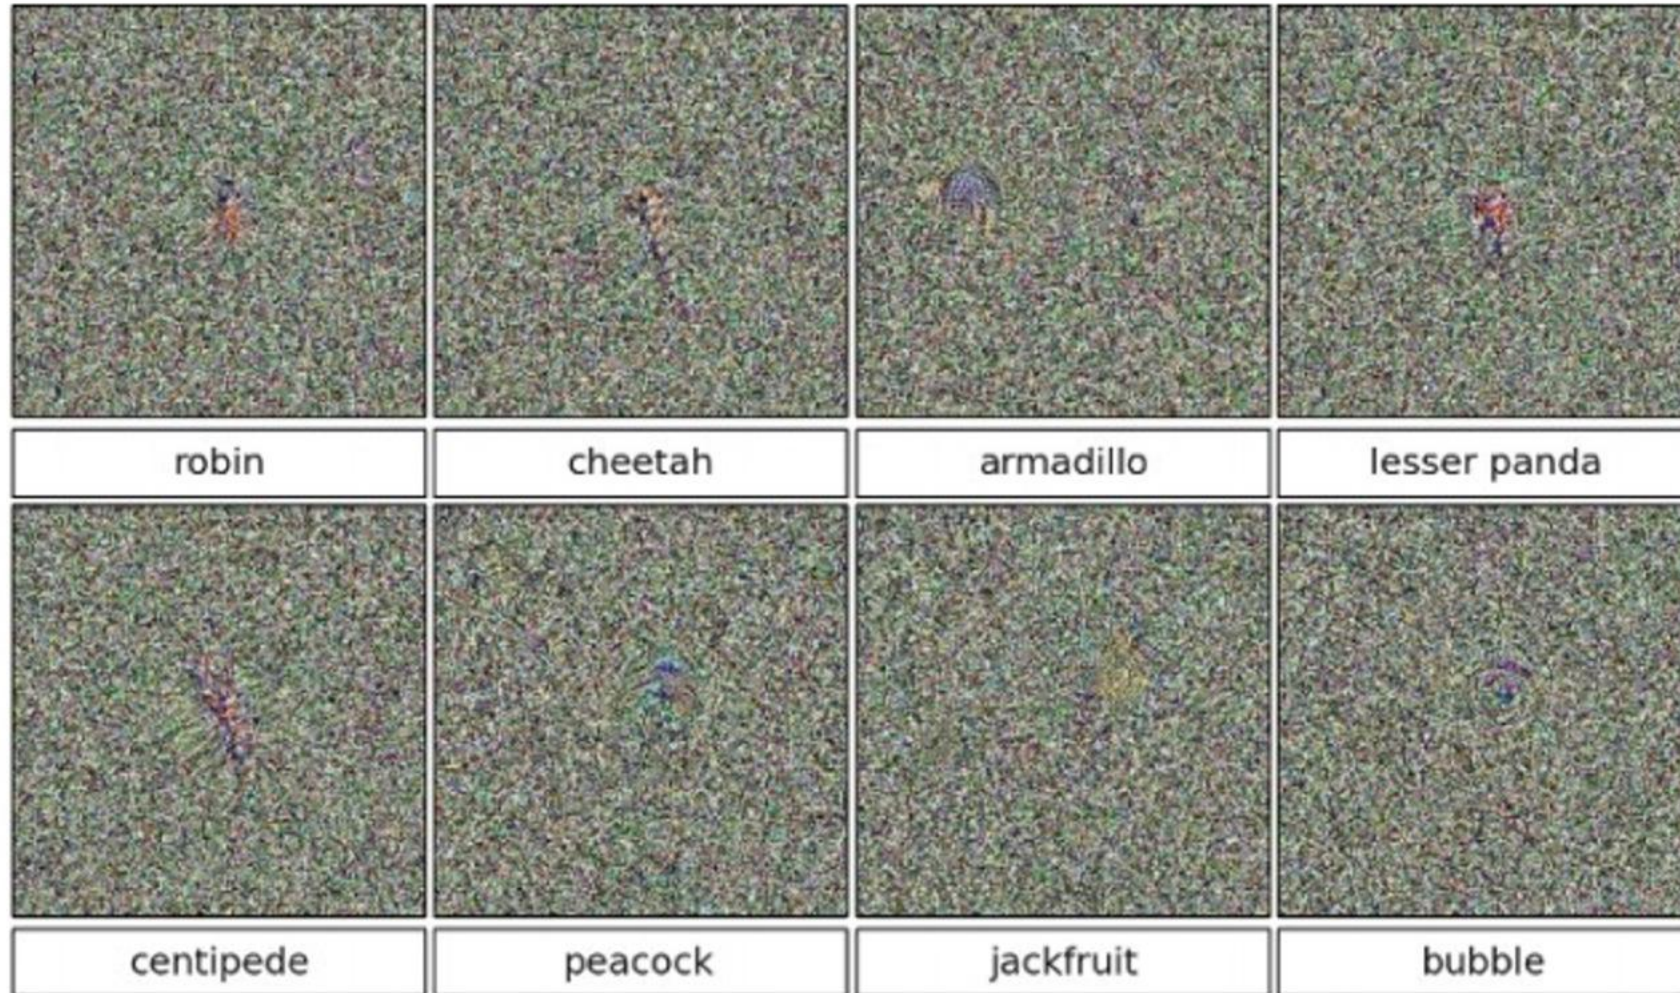 robin
cheetah
armadillo
lesser panda
centipede
peacock
jackfruit
bubble